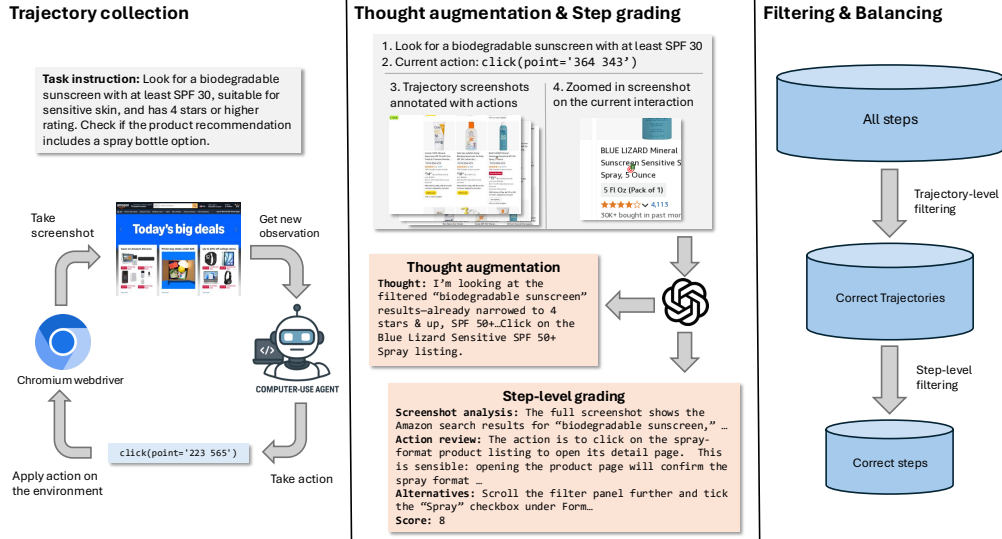 Trajectory collection
Task instruction: Look for a biodegradable
sunscreen with at least SPF 30, suitable for
sensitive skin, and has 4 stars or higher
rating. Check if the product recommendation
includes a spray bottle option.
Take
screenshot
Today's big deals
Get new
observation
Chromium webdriver
</>
COMPUTER-USE AGENT
click(point='223 565')
Apply action on
the environment
Take action
Thought augmentation & Step grading
1. Look for a biodegradable sunscreen with at least SPF 30
2. Current action: click(point='364 343’)
3. Trajectory screenshots
annotated with actions
4. Zoomed in screenshot
on the current interaction
BLUE LIZARD Mineral
Sunscreen Sensitive S
Spray, 5 Ounce
5 Fl Oz (Pack of 1)
4,113
30K+ bought in past mor
Thought augmentation
Thought: I’m looking at the
filtered “biodegradable sunscreen”
results—already narrowed to 4
stars & up, SPF 50+…Click on the
Blue Lizard Sensitive SPF 50+
Spray listing.
Step-level grading
Screenshot analysis: The full screenshot shows the
Amazon search results for “biodegradable sunscreen,” …
Action review: The action is to click on the spray-
format product listing to open its detail page. This
is sensible: opening the product page will confirm the
spray format …
Alternatives: Scroll the filter panel further and tick
the “Spray” checkbox under Form…
Score: 8
Filtering & Balancing
All steps
Trajectory-level
filtering
Correct Trajectories
Step-level
filtering
Correct steps